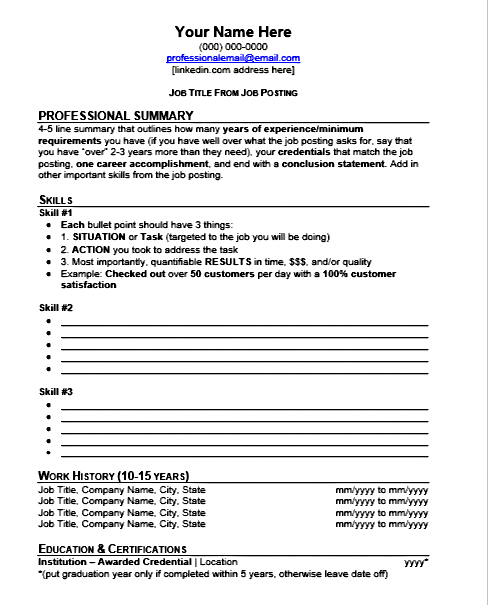 Your Name Here
(000) 000-0000
professionalemail@email.com
[linkedin.com address here]
JOB TITLE FROM JOB POSTING
PROFESSIONAL SUMMARY
4-5 line summary that outlines how many years of experience/minimum
requirements you have (if you have well over what the job posting asks for, say that
you have "over" 2-3 years more than they need), your credentials that match the job
posting, one career accomplishment, and end with a conclusion statement. Add in
other important skills from the job posting.
SKILLS
Skill #1
• Each bullet point should have 3 things:
• 1. SITUATION or Task (targeted to the job you will be doing)
• 2. ACTION you took to address the task
• 3. Most importantly, quantifiable RESULTS in time, $$$, and/or quality
• Example: Checked out over 50 customers per day with a 100% customer
satisfaction
Skill #2
Skill #3
WORK HISTORY (10-15 YEARS)
Job Title, Company Name, City, State mm/yyyy to mm/yyyy
Job Title, Company Name, City, State mm/yyyy to mm/yyyy
Job Title, Company Name, City, State mm/yyyy to mm/yyyy
Job Title, Company Name, City, State mm/yyyy to mm/yyyy
EDUCATION & CERTIFICATIONS
Institution – Awarded Credential | Location yyyy*
*(put graduation year only if completed within 5 years, otherwise leave date off)